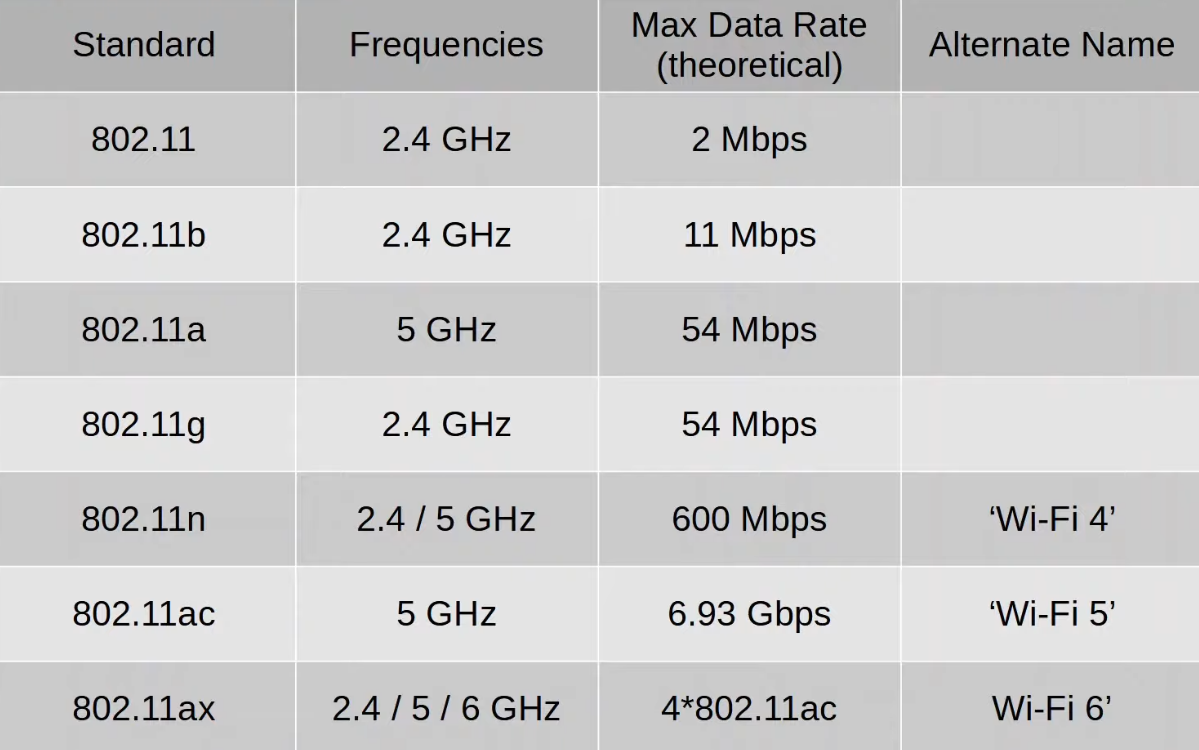 Standard Frequencies Max Data Rate (theoretical) Alternate Name
802.11 2.4 GHz 2 Mbps
802.11b 2.4 GHz 11 Mbps
802.11a 5 GHz 54 Mbps
802.11g 2.4 GHz 54 Mbps
802.11n 2.4 / 5 GHz 600 Mbps ‘Wi-Fi 4’
802.11ac 5 GHz 6.93 Gbps ‘Wi-Fi 5’
802.11ax 2.4 / 5 / 6 GHz 4*802.11ac Wi-Fi 6’